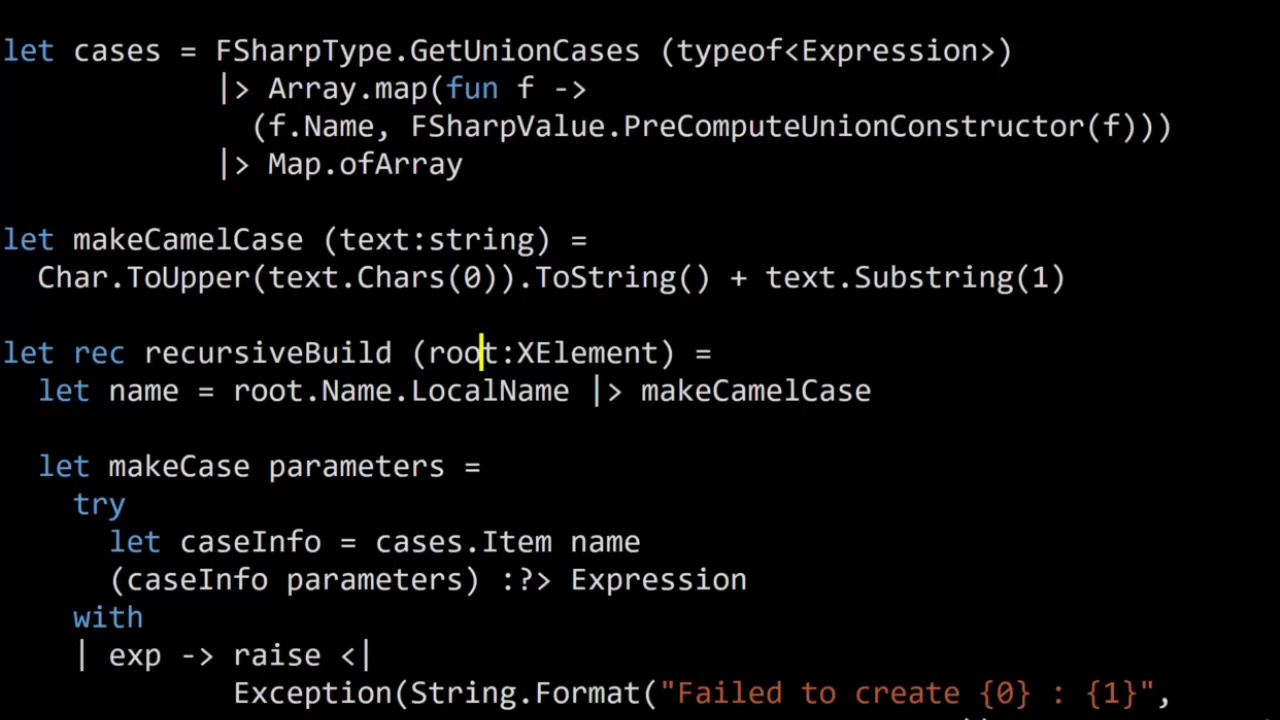 let cases = FSharpType.GetUnionCases (typeof<Expression>)
|> Array.map(fun f ->
(f.Name, FSharpValue.PreComputeUnionConstructor(f)))
|> Map.ofArray
let makeCamelCase (text:string) =
Char.ToUpper(text.Chars(0)).ToString() + text.Substring(1)
let rec recursiveBuild (root:XElement) =
let name = root.Name.LocalName |> makeCamelCase
let makeCase parameters =
try
let caseInfo = cases.Item name
(caseInfo parameters) :?> Expression
with
| exp -> raise <|
Exception(String.Format("Failed to create {0} : {1}",